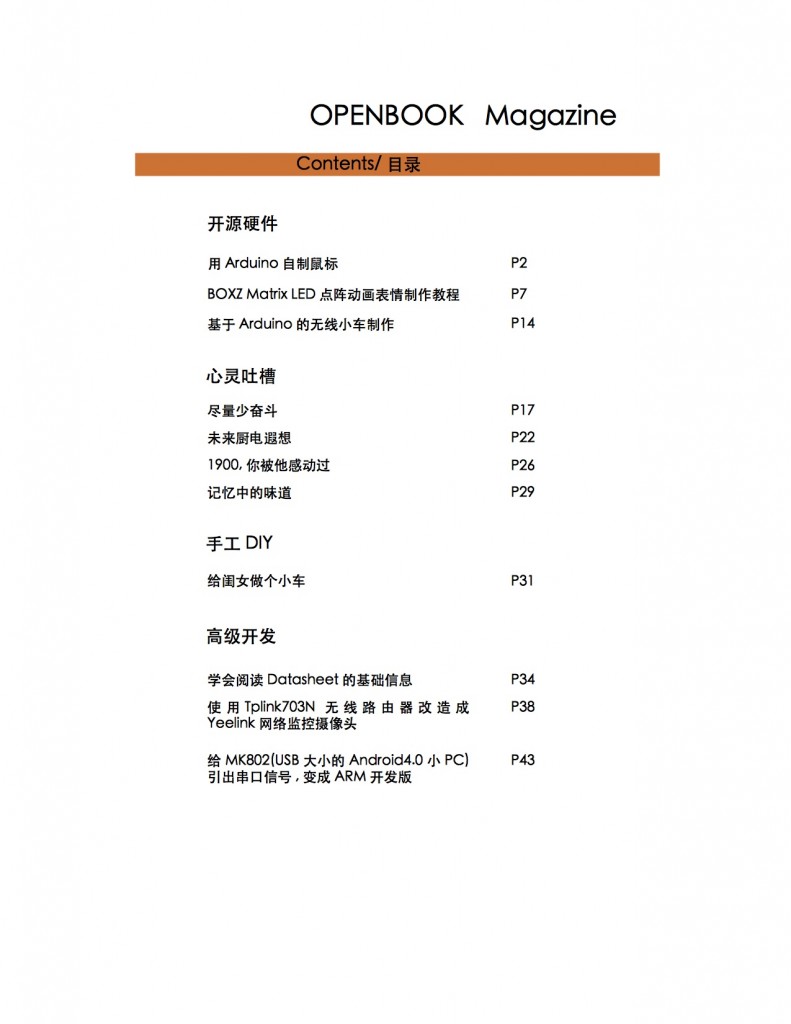 OPENBOOK Magazine
Contents/ 目录
开源硬件
用 Arduino 自制鼠标 P2
BOXZ Matrix LED 点阵动画表情制作教程 P7
基于 Arduino 的无线小车制作 P14
心灵吐槽
尽量少奋斗 P17
未来厨电遐想 P22
1900, 你被他感动过 P26
记忆中的味道 P29
手工 DIY
给闺女做个小车 P31
高级开发
学会阅读 Datasheet 的基础信息 P34
使用 Tplink703N 无线路由器改造成 P38
Yeelink 网络监控摄像头
给 MK802(USB 大小的 Android4.0 小 PC) P43
引出串口信号 , 变成 ARM 开发版